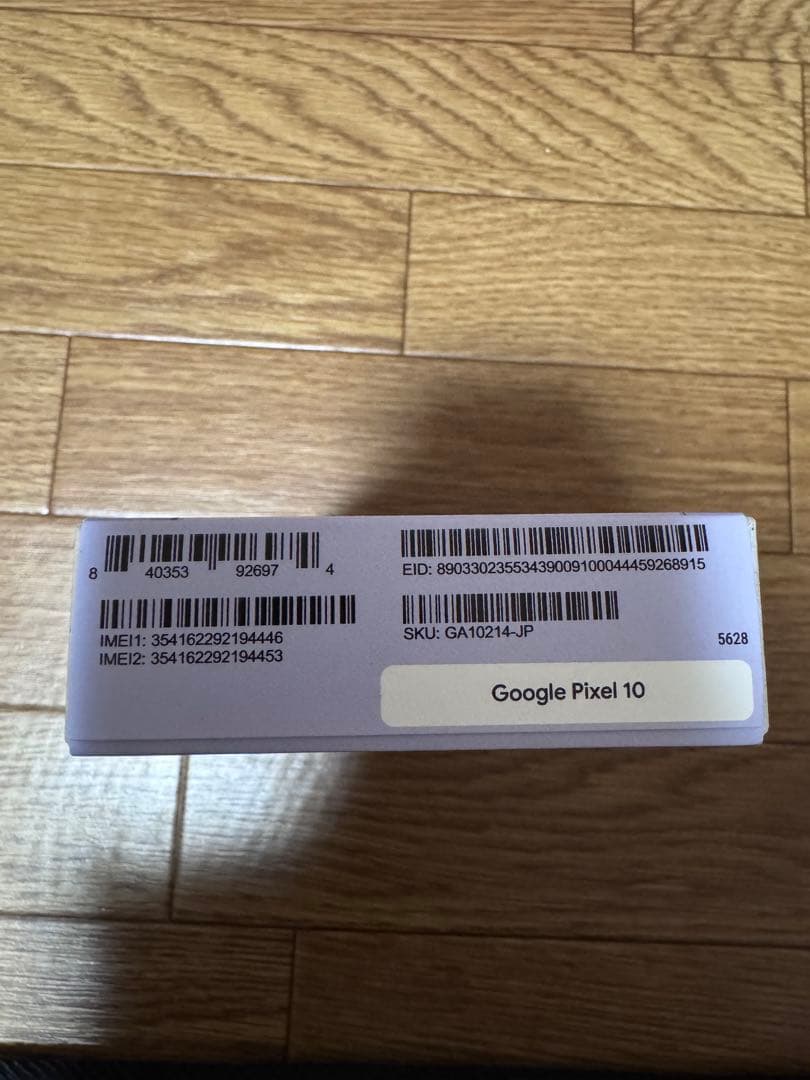 8 40353 92697 4
IMEI1: 354162292194446
IMEI2: 354162292194453
EID: 89033023553439009100044459268915
SKU: GA10214-JP
5628
Google Pixel 10